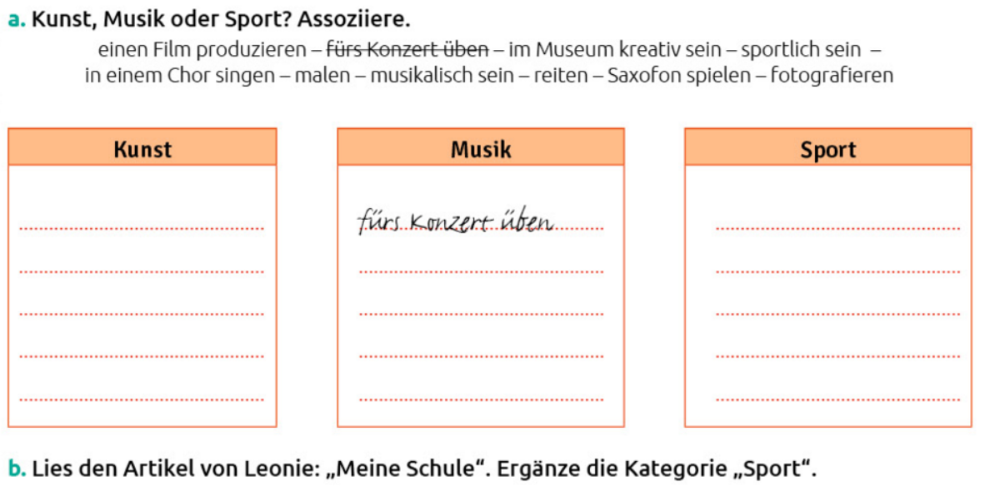 a. Kunst, Musik oder Sport? Assoziiere.
einen Film produzieren – fürs Konzert üben – im Museum kreativ sein – sportlich sein –
in einem Chor singen – malen – musikalisch sein – reiten – Saxofon spielen – fotografieren
Kunst
Musik
Sport
fürs Konzert üben
b. Lies den Artikel von Leonie: „Meine Schule“. Ergänze die Kategorie „Sport“.